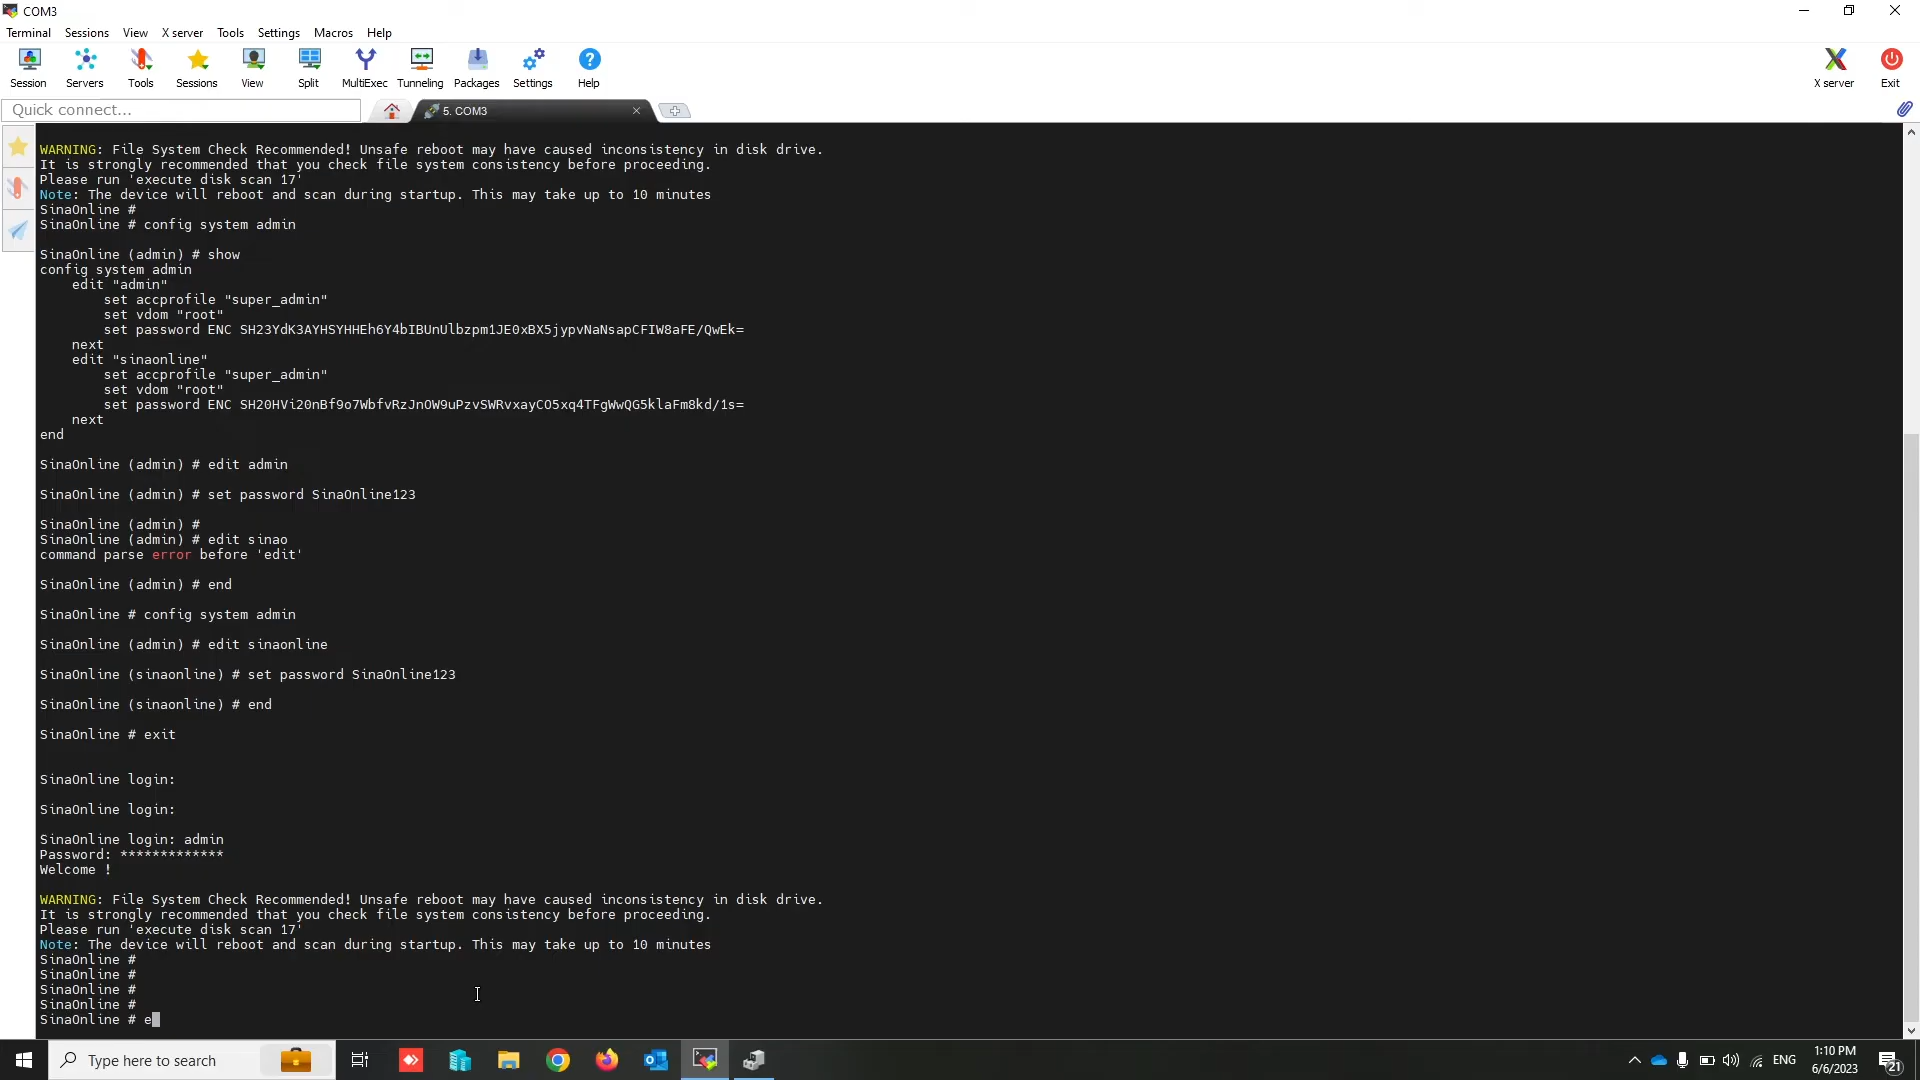 COM3
Terminal Sessions View X server Tools Settings Macros Help
Session Servers Tools Sessions View Split MultiExec Tunneling Packages Settings Help X server Exit
Quick connect... 5. COM3
WARNING: File System Check Recommended! Unsafe reboot may have caused inconsistency in disk drive.
It is strongly recommended that you check file system consistency before proceeding.
Please run 'execute disk scan 17'
Note: The device will reboot and scan during startup. This may take up to 10 minutes
SinaOnline #
SinaOnline # config system admin
SinaOnline (admin) # show
config system admin
edit "admin"
set accprofile "super_admin"
set vdom "root"
set password ENC SH23YdK3AYHSYHHEh6Y4bIBUnUlbzpm1JE0xBX5jypvNaNsapCFIW8aFE/QwEk=
next
edit "sinaonline"
set accprofile "super_admin"
set vdom "root"
set password ENC SH20HVi20nBf9o7WbfvRzJnOW9uPzvSWRvxayCO5xq4TFgWwQG5klaFm8kd/1s=
next
end
SinaOnline (admin) # edit admin
SinaOnline (admin) # set password SinaOnline123
SinaOnline (admin) #
SinaOnline (admin) # edit sinao
command parse error before 'edit'
SinaOnline (admin) # end
SinaOnline # config system admin
SinaOnline (admin) # edit sinaonline
SinaOnline (sinaonline) # set password SinaOnline123
SinaOnline (sinaonline) # end
SinaOnline # exit
SinaOnline login:
SinaOnline login:
SinaOnline login: admin
Password: *************
Welcome !
WARNING: File System Check Recommended! Unsafe reboot may have caused inconsistency in disk drive.
It is strongly recommended that you check file system consistency before proceeding.
Please run 'execute disk scan 17'
Note: The device will reboot and scan during startup. This may take up to 10 minutes
SinaOnline #
SinaOnline #
SinaOnline #
SinaOnline #
SinaOnline # e
Type here to search ENG 1:10 PM 21
6/6/2023